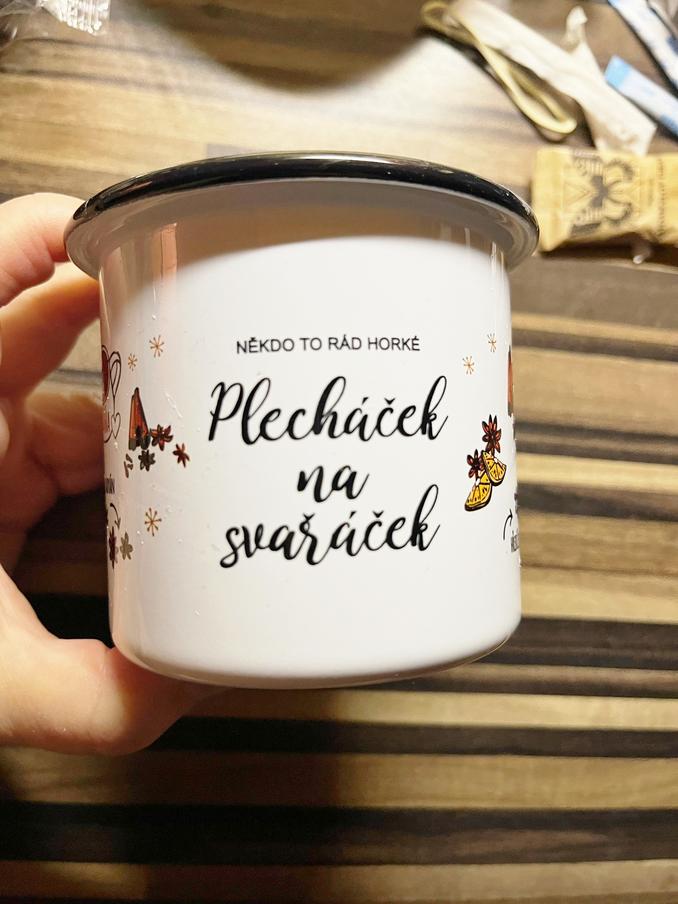 NĚKDO TO RÁD HORKÉ
Plecháček
na
svařáček